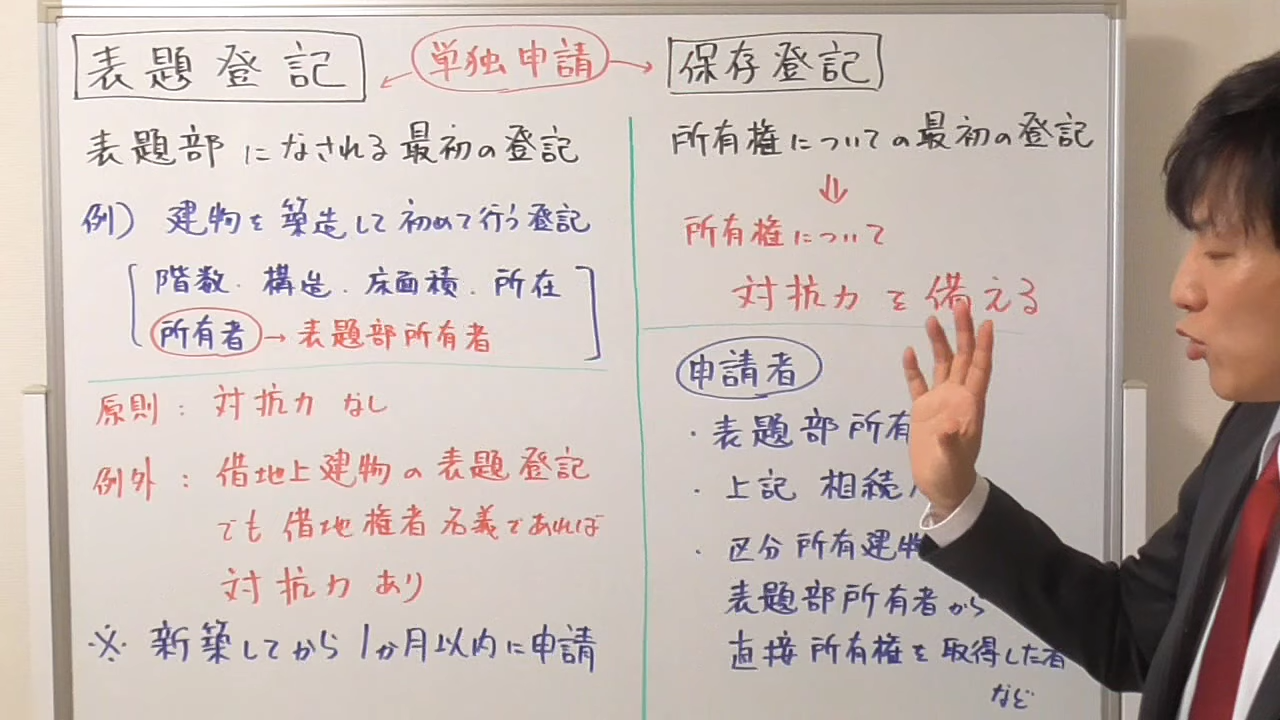 表題登記
単独申請
保存登記
表題部になされる最初の登記
例) 建物を築造して初めて行う登記
階数・構造・床面積・所在
所有者→表題部所有者
原則：対抗力なし
例外：借地上建物の表題登記
でも借地権者名義であれば
対抗力あり
※新築してから1か月以内に申請
所有権についての最初の登記
⇓
所有権について
対抗力を備える
申請者
・表題部所有
・上記 相続
・区分所有建物
表題部所有者から
直接所有権を取得した者
など